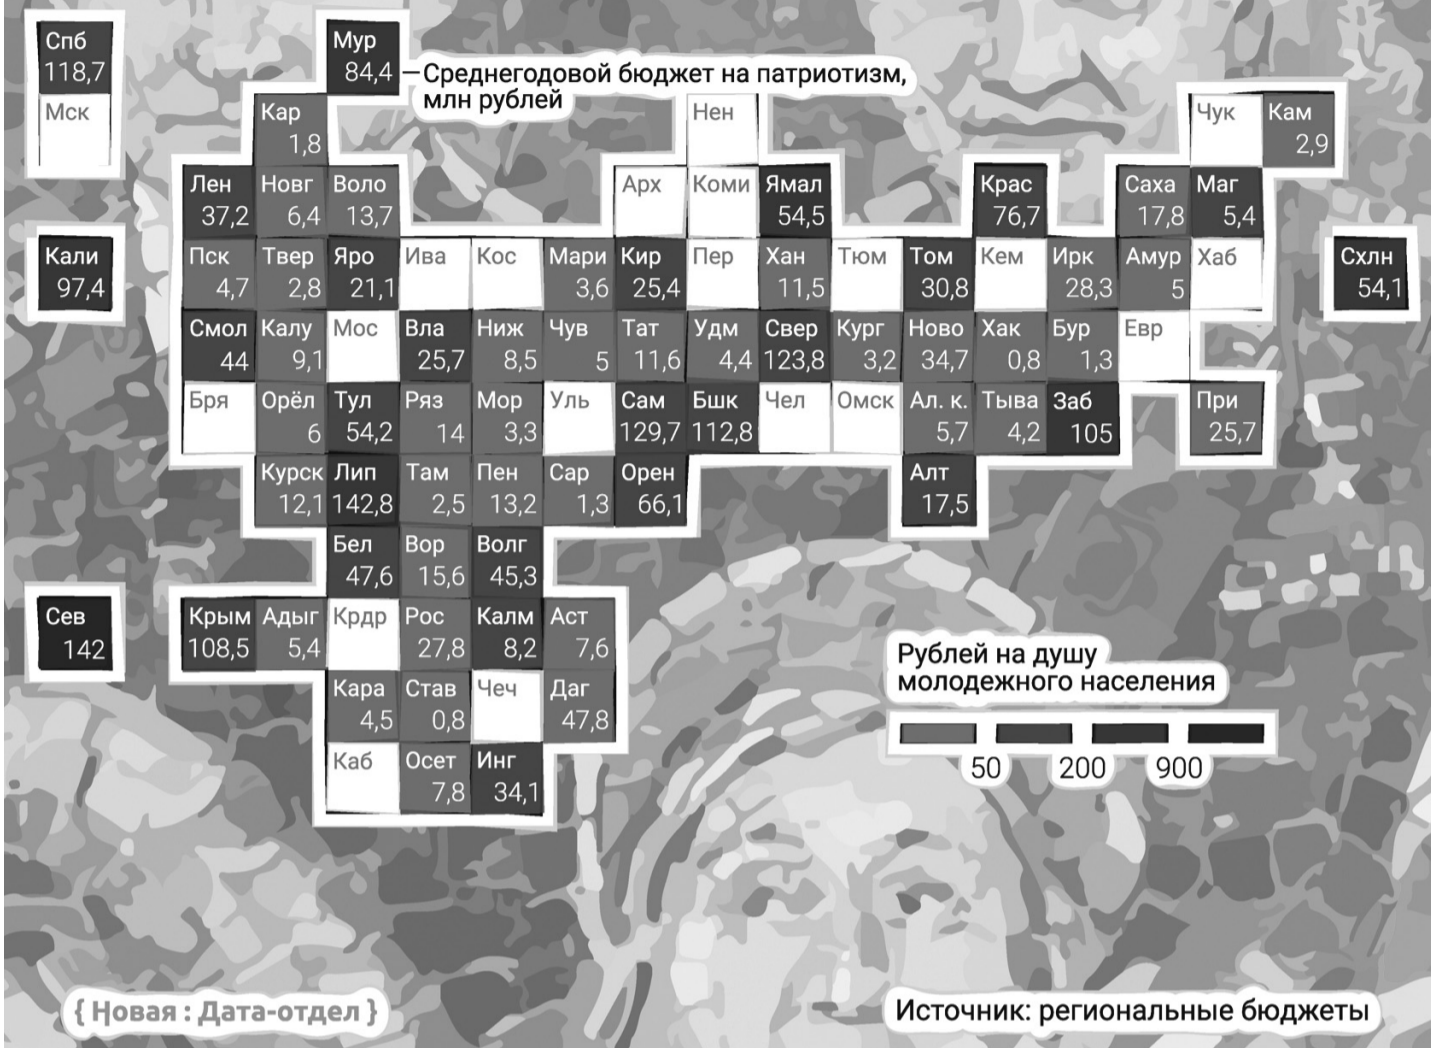 Спб
118,7
Мск
Мур
84,4
Среднегодовой бюджет на патриотизм,
млн рублей
Кар
1,8
Нен
Чук
Кам
2,9
Лен
37,2
Новг
6,4
Воло
13,7
Арх
Коми
Ямал
54,5
Крас
76,7
Саха
17,8
Маг
5,4
Кали
97,4
Пск
4,7
Твер
2,8
Яро
21,1
Ива
Кос
Мари
3,6
Кир
25,4
Пер
Хан
11,5
Тюм
Том
30,8
Кем
Ирк
28,3
Амур
5
Хаб
Схлн
54,1
Смол
44
Калу
9,1
Мос
Вла
25,7
Ниж
8,5
Чув
5
Тат
11,6
Удм
4,4
Свер
123,8
Кург
3,2
Ново
34,7
Хак
0,8
Бур
1,3
Евр
Бря
Орёл
6
Тул
54,2
Ряз
14
Мор
3,3
Уль
Сам
129,7
Бшк
112,8
Чел
Омск
Ал. к.
5,7
Тыва
4,2
Заб
105
При
25,7
Курск
12,1
Лип
142,8
Там
2,5
Пен
13,2
Сар
1,3
Орен
66,1
Алт
17,5
Бел
47,6
Вор
15,6
Волг
45,3
Сев
142
Крым
108,5
Адыг
5,4
Крдр
Рос
27,8
Калм
8,2
Аст
7,6
Кара
4,5
Став
0,8
Чеч
Даг
47,8
Каб
Осет
7,8
Инг
34,1
Рублей на душу
молодежного населения
50 200 900
{ Новая : Дата-отдел }
Источник: региональные бюджеты